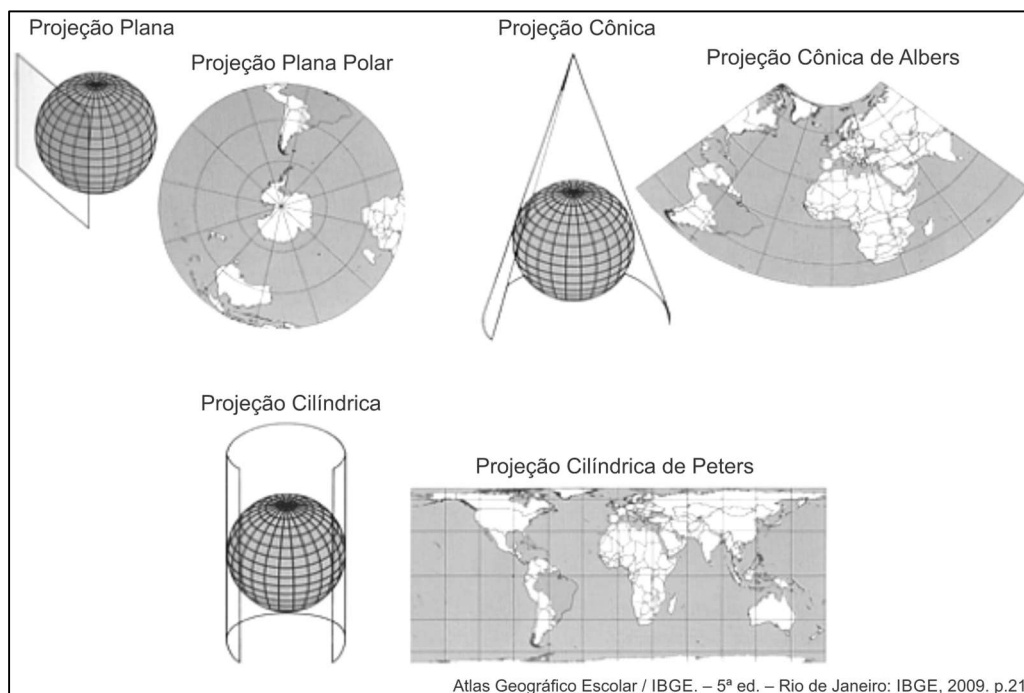 Projeção Plana
Projeção Plana Polar
Projeção Cônica
Projeção Cônica de Albers
Projeção Cilíndrica
Projeção Cilíndrica de Peters
Atlas Geográfico Escolar / IBGE. – 5ª ed. – Rio de Janeiro: IBGE, 2009. p.21